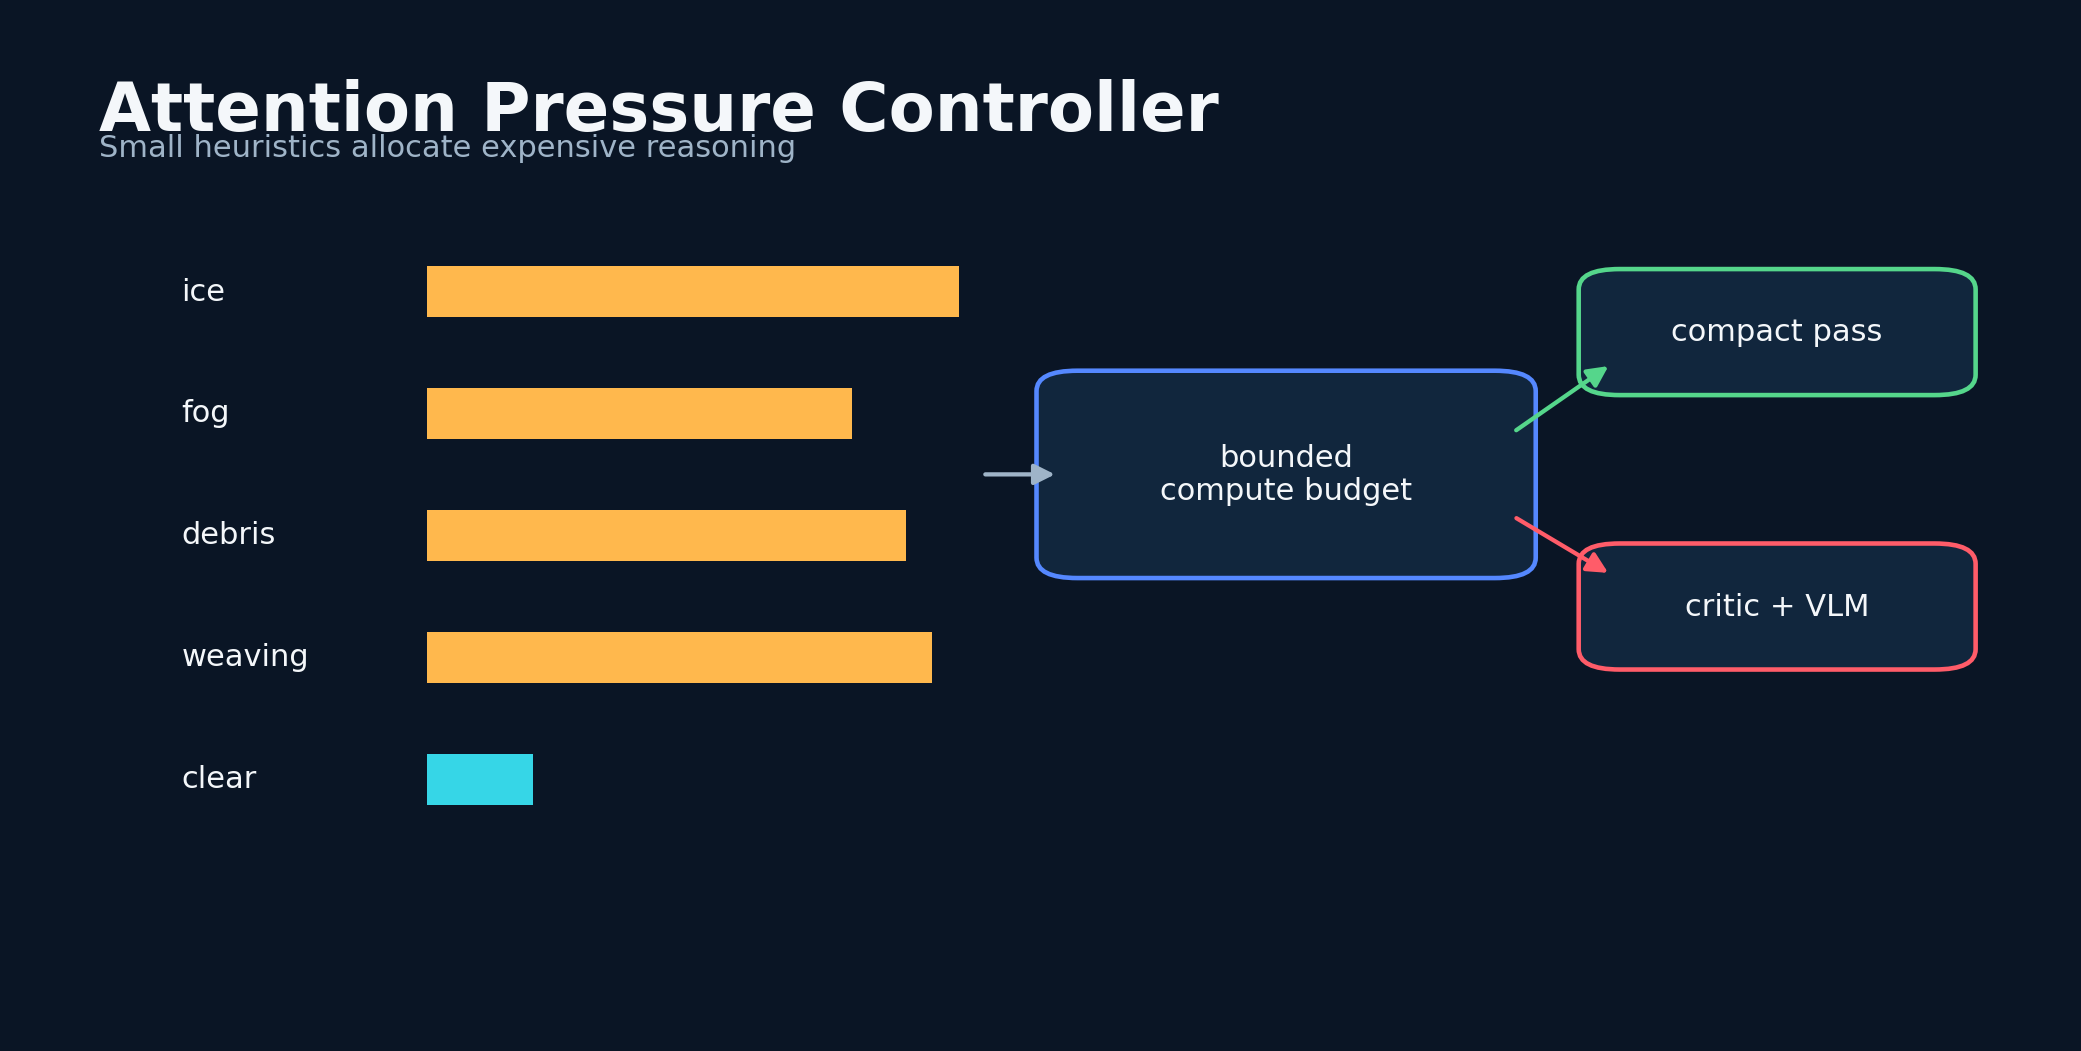 Attention Pressure Controller
Small heuristics allocate expensive reasoning
ice
fog
debris
weaving
clear
bounded
compute budget
compact pass
critic + VLM